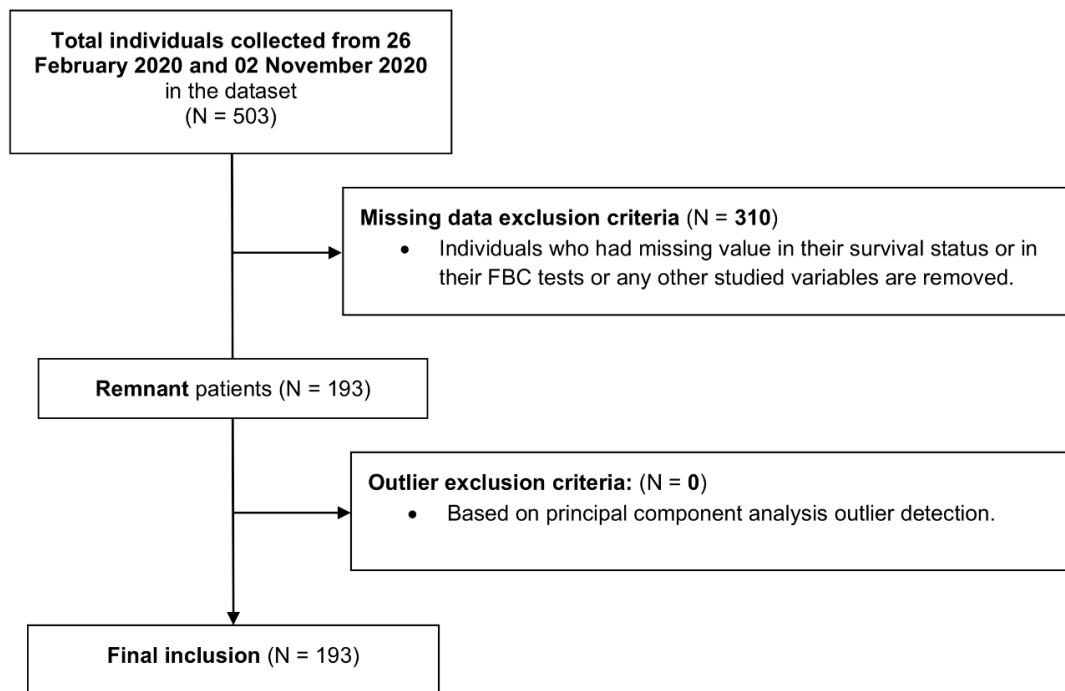 Total individuals collected from 26
February 2020 and 02 November 2020
in the dataset
(N = 503)
Missing data exclusion criteria (N = 310)
• Individuals who had missing value in their survival status or in
their FBC tests or any other studied variables are removed.
Remnant patients (N = 193)
Outlier exclusion criteria: (N = 0)
• Based on principal component analysis outlier detection.
Final inclusion (N = 193)